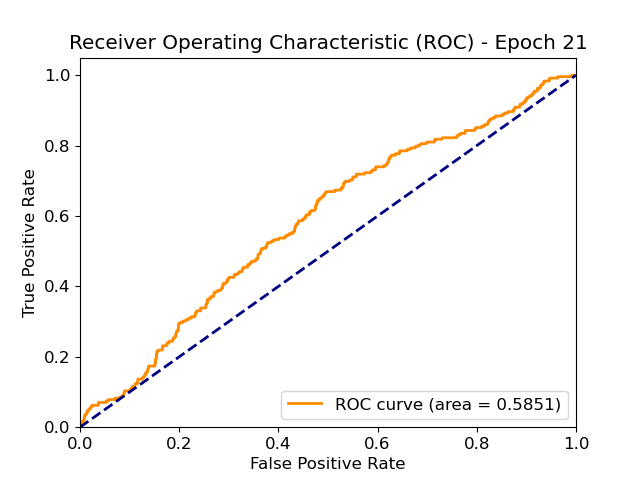 Receiver Operating Characteristic (ROC) - Epoch 21
True Positive Rate
1.0
0.8
0.6
0.4
0.2
0.0
ROC curve (area = 0.5851)
0.0 0.2 0.4 0.6 0.8 1.0
False Positive Rate